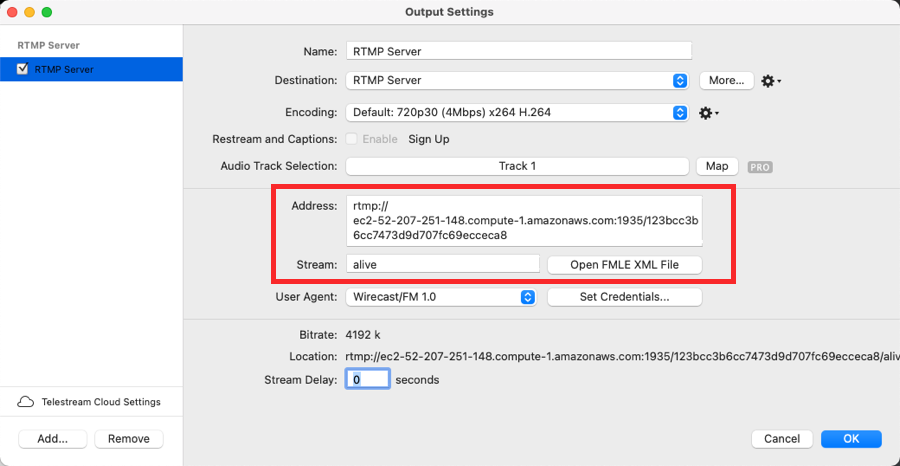 Output Settings
RTMP Server
RTMP Server
Name: RTMP Server
Destination: RTMP Server More...
Encoding: Default: 720p30 (4Mbps) x264 H.264
Restream and Captions: Enable Sign Up
Audio Track Selection: Track 1 Map PRO
Address: rtmp://
ec2-52-207-251-148.compute-1.amazonaws.com:1935/123bcc3b
6cc7473d9d707fc69ecceca8
Stream: alive Open FMLE XML File
User Agent: Wirecast/FM 1.0 Set Credentials...
Bitrate: 4192 k
Location: rtmp://ec2-52-207-251-148.compute-1.amazonaws.com:1935/123bcc3b6cc7473d9d707fc69ecceca8/aliv
Stream Delay: 0 seconds
Telestream Cloud Settings
Add... Remove Cancel OK